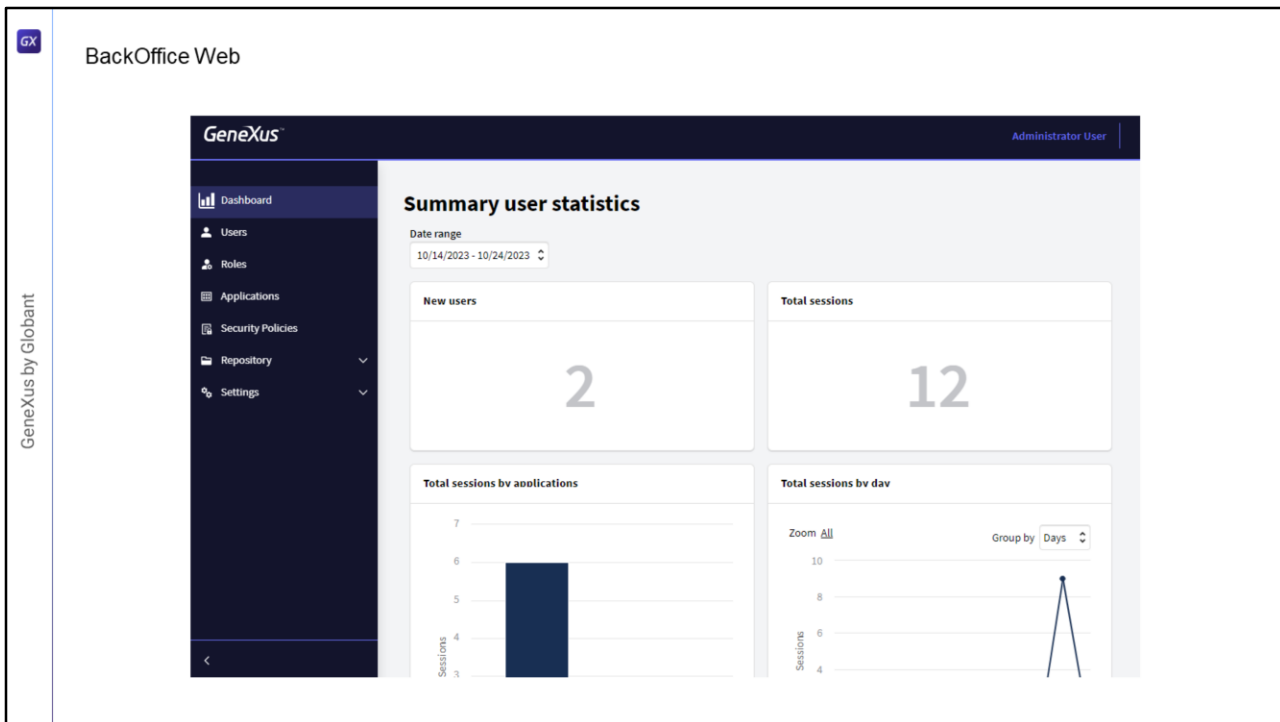 GX
BackOffice Web
GeneXus by Globant
GeneXus™
Administrator User
Dashboard
Users
Roles
Applications
Security Policies
Repository
Settings
Summary user statistics
Date range
10/14/2023 - 10/24/2023
New users
2
Total sessions
12
Total sessions by applications
7
6
5
4
3
Sessions
Total sessions by day
Zoom All
Group by Days
10
8
6
4
Sessions